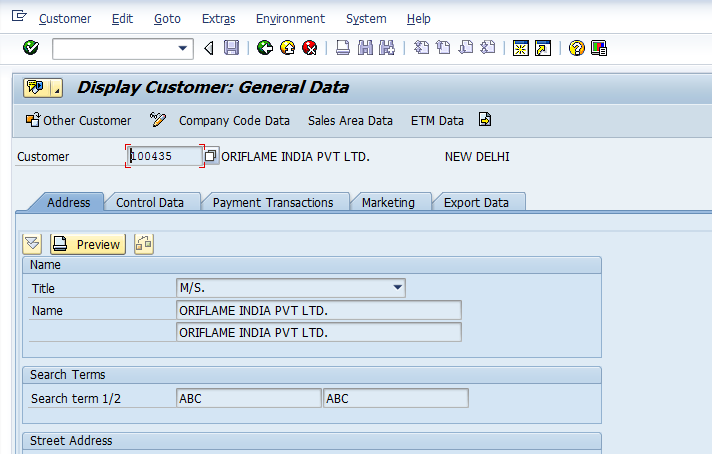 Customer Edit Goto Extras Environment System Help
Display Customer: General Data
Other Customer Company Code Data Sales Area Data ETM Data
Customer 100435 ORIFLAME INDIA PVT LTD. NEW DELHI
Address Control Data Payment Transactions Marketing Export Data
Preview
Name
Title M/S.
Name ORIFLAME INDIA PVT LTD.
ORIFLAME INDIA PVT LTD.
Search Terms
Search term 1/2 ABC ABC
Street Address